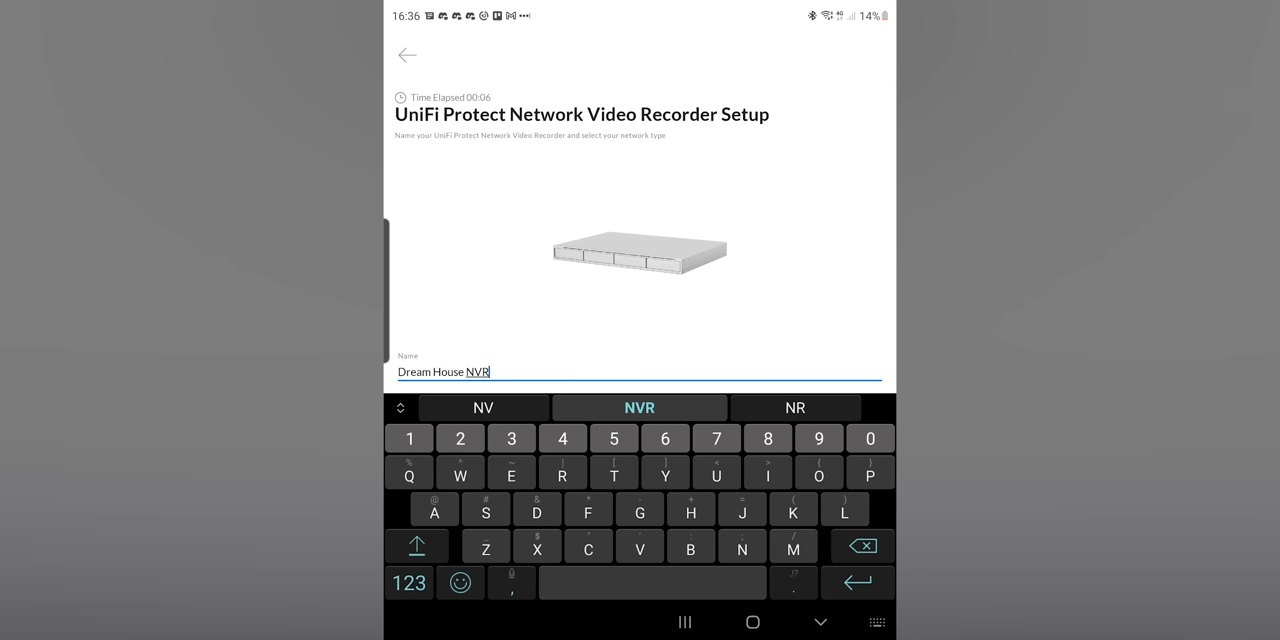 16:36 4G 14%
Time Elapsed 00:06
UniFi Protect Network Video Recorder Setup
Name your UniFi Protect Network Video Recorder and select your network type
Name
Dream House NVR
NV NVR NR
1 2 3 4 5 6 7 8 9 0
% ^ ~ | [ ] < > { }
Q W E R T Y U I O P
@ # & * - + = ( )
A S D F G H J K L
_ $ " ' : ; /
Z X C V B N M
,!?
123 , .